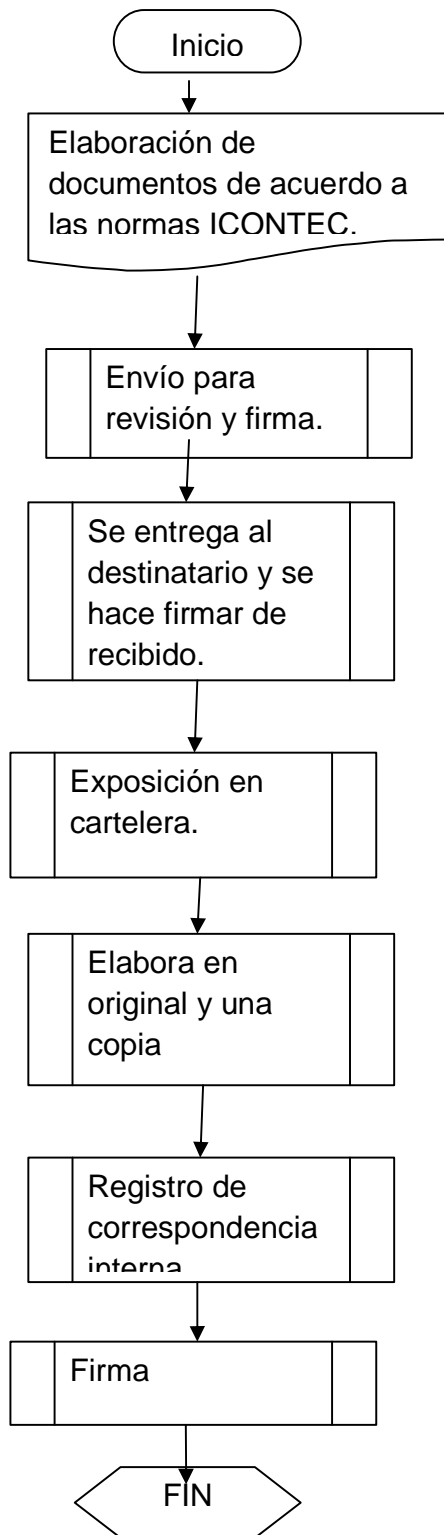 Inicio
Elaboración de
documentos de acuerdo a
las normas ICONTEC.
Envío para
revisión y firma.
Se entrega al
destinatario y se
hace firmar de
recibido.
Exposición en
cartelera.
Elabora en
original y una
copia
Registro de
correspondencia
interna
Firma
FIN